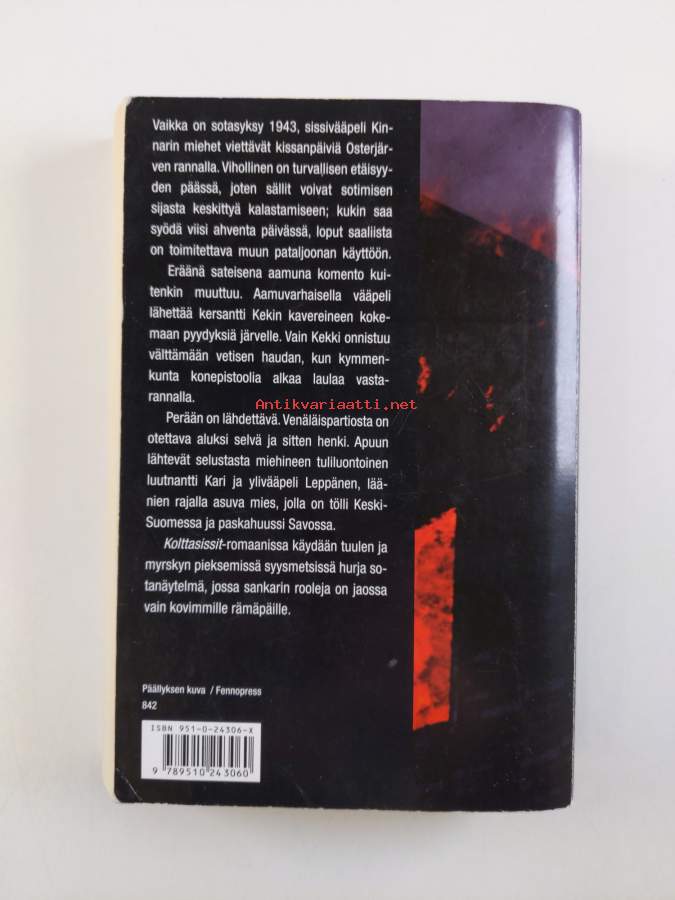 Vaikka on sotasyksy 1943, sissivääpeli Kin-
narin miehet viettävät kissanpäiviä Osterjär-
ven rannalla. Vihollinen on turvallisen etäisyy-
den päässä, joten sällit voivat sotimisen
sijasta keskittyä kalastamiseen; kukin saa
syödä viisi ahventa päivässä, loput saaliista
on toimitettava muun pataljoonan käyttöön.
Eräänä sateisena aamuna komento kui-
tenkin muuttuu. Aamuvarhaisella vääpeli
lähettää kersantti Kekin kavereineen koke-
maan pyydyksiä järvelle. Vain Kekki onnistuu
välttämään vetisen haudan, kun kymmen-
kunta konepistoolia alkaa laulaa vasta-
rannalla.
Antikvariaatti.net
Perään on lähdettävä. Venäläispartiosta on
otettava aluksi selvä ja sitten henki. Apuun
lähtevät selustasta miehineen tuliluontoinen
luutnantti Kari ja ylivääpeli Leppänen, lää-
nien rajalla asuva mies, jolla on tölli Keski-
Suomessa ja paskahuussi Savossa.
Kolttasissit-romaanissa käydään tuulen ja
myrskyn pieksemissä syysmetsissä hurja so-
tanäytelmä, jossa sankarin rooleja on jaossa
vain kovimmille rämäpäille.
Päällyksen kuva / Fennopress
842
ISBN 951-0-24306-X
9 789510 243060